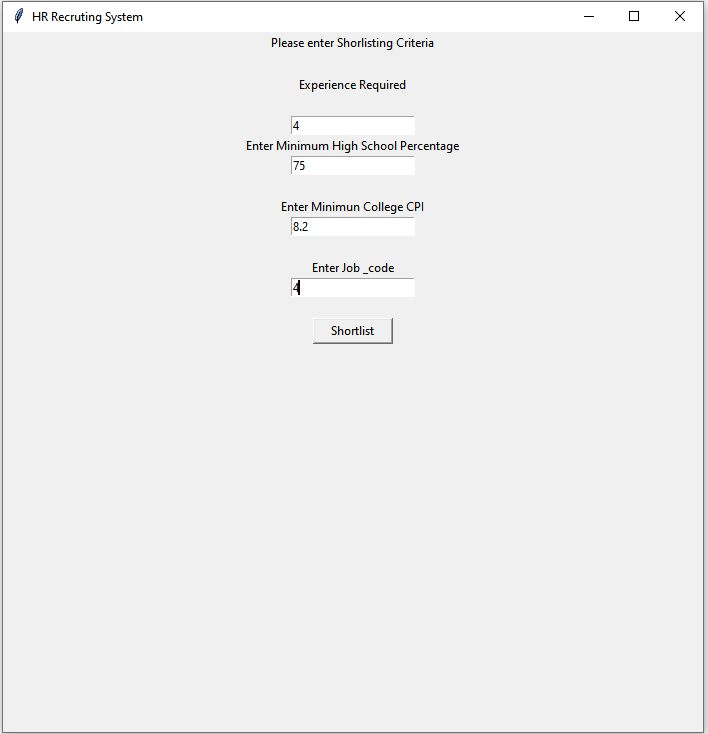 HR Recruting System
Please enter Shorlisting Criteria
Experience Required
4
Enter Minimum High School Percentage
75
Enter Minimun College CPI
8.2
Enter Job _code
4
Shortlist